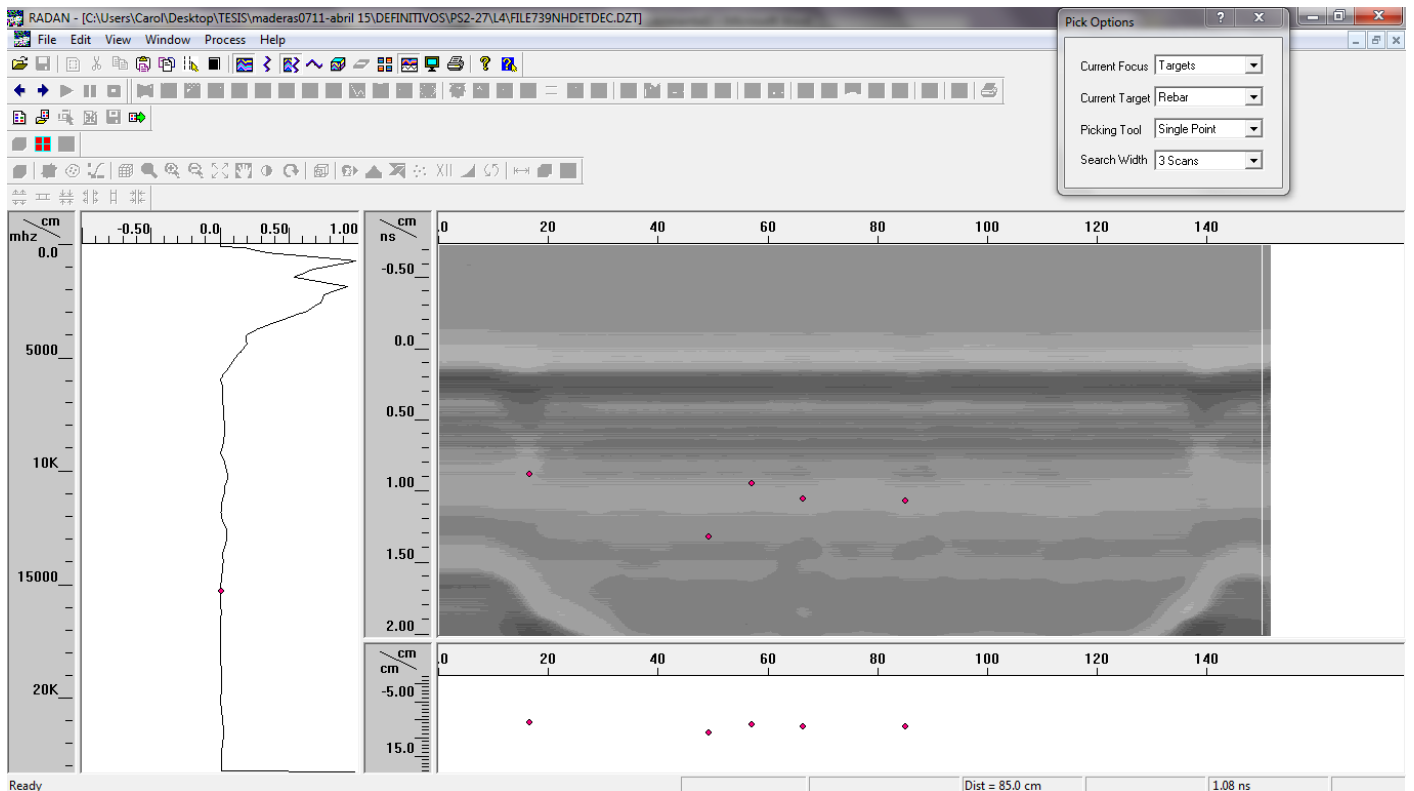 RADAN - [C:\Users\Carol\Desktop\TESIS\maderas0711-abril 15\DEFINITIVOS\PS2-27\L4\FILE739NHDETDEC.DZT]
File Edit View Window Process Help
Pick Options
Current Focus Targets
Current Target Rebar
Picking Tool Single Point
Search Width 3 Scans
XII
cm
mhz
-0.50 0.0 0.50 1.00
0.0
5000
10K
15000
20K
cm
ns
.0 20 40 60 80 100 120 140
-0.50
0.0
0.50
1.00
1.50
2.00
cm
cm
.0 20 40 60 80 100 120 140
-5.00
15.0
Ready Dist = 85.0 cm 1.08 ns